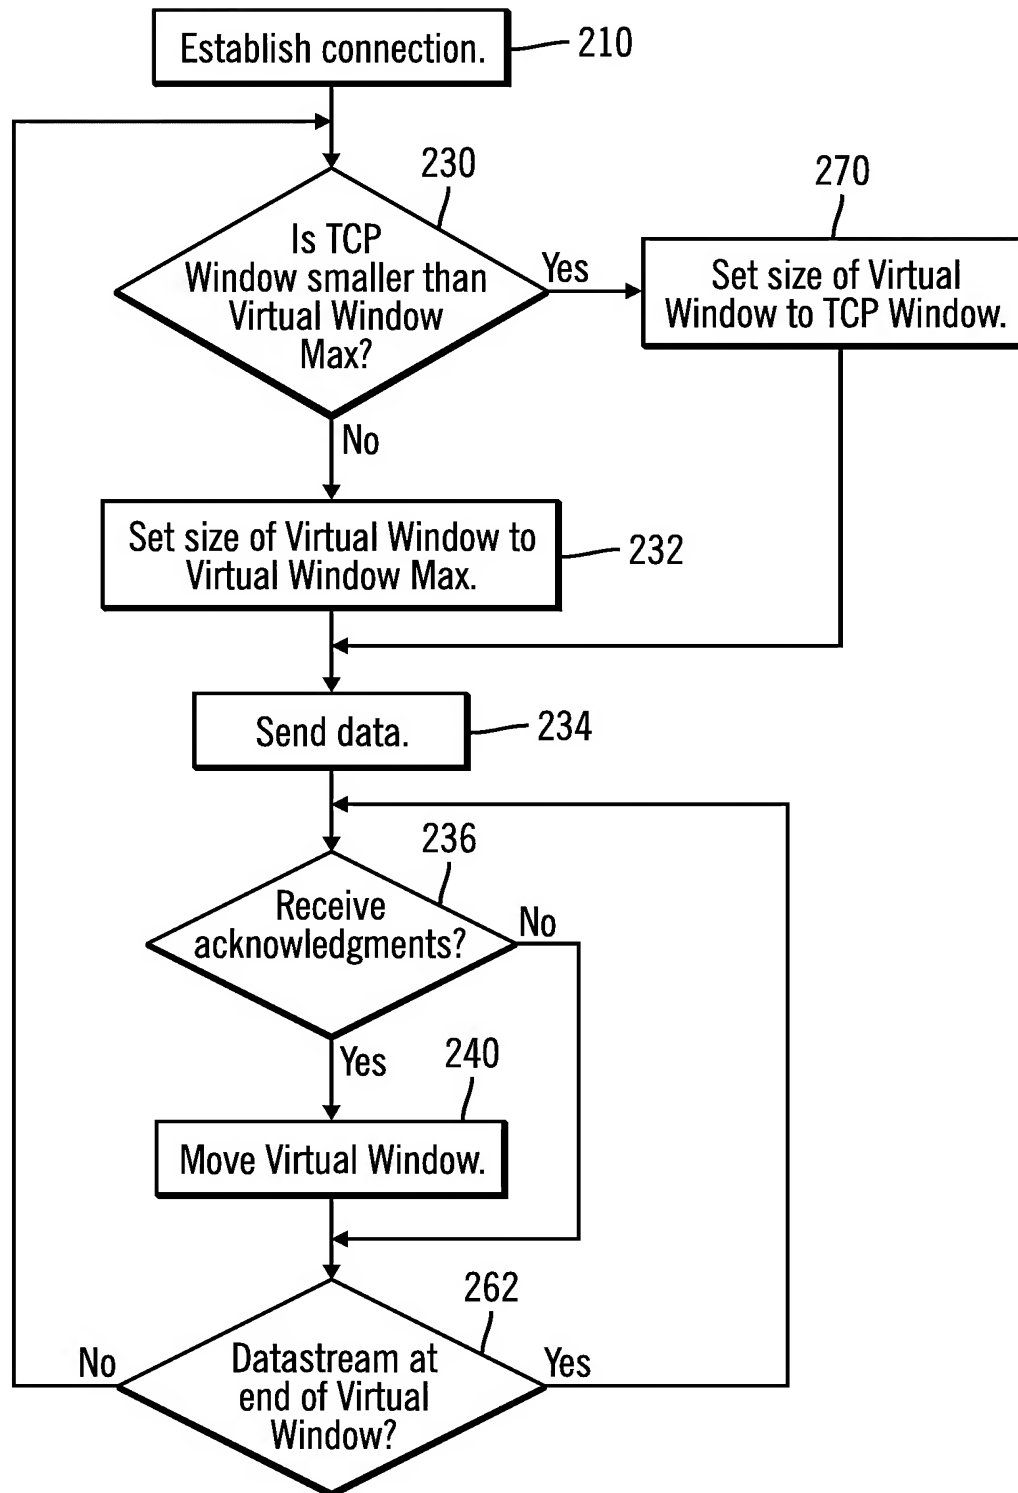 Establish connection.
210
230
Is TCP
Window smaller than
Virtual Window
Max?
Yes
270
Set size of Virtual
Window to TCP Window.
No
Set size of Virtual Window to
Virtual Window Max.
232
Send data.
234
236
Receive
acknowledgments?
No
Yes
240
Move Virtual Window.
262
No
Datastream at
end of Virtual
Window?
Yes